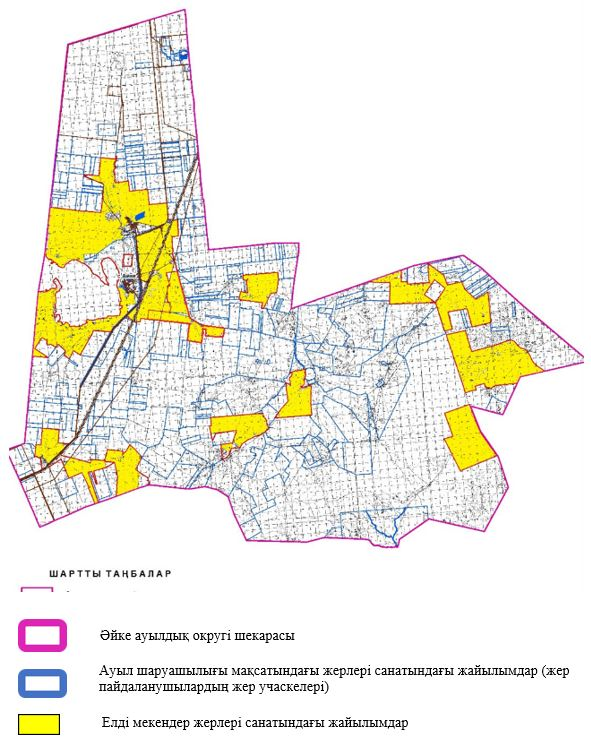 ШАРТТЫ ТАҢБАЛАР
Әйке ауылдық округі шекарасы
Ауыл шаруашылығы мақсатындағы жерлері санатындағы жайылымдар (жер
пайдаланушылардың жер учаскелері)
Елді мекендер жерлері санатындағы жайылымдар